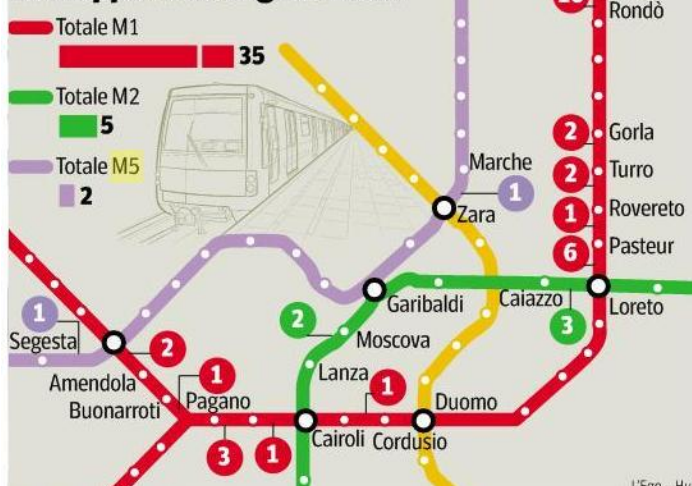 Totale M1
35
Totale M2
5
Totale M5
2
Rondò
2
Gorla
2
Turro
1
Rovereto
6
Pasteur
Marche
1
Zara
Garibaldi
Caiazzo
3
Loreto
1
Segesta
2
Amendola
Buonarroti
1
Pagano
3
1
2
Moscova
Lanza
1
Cairoli
Cordusio
Duomo